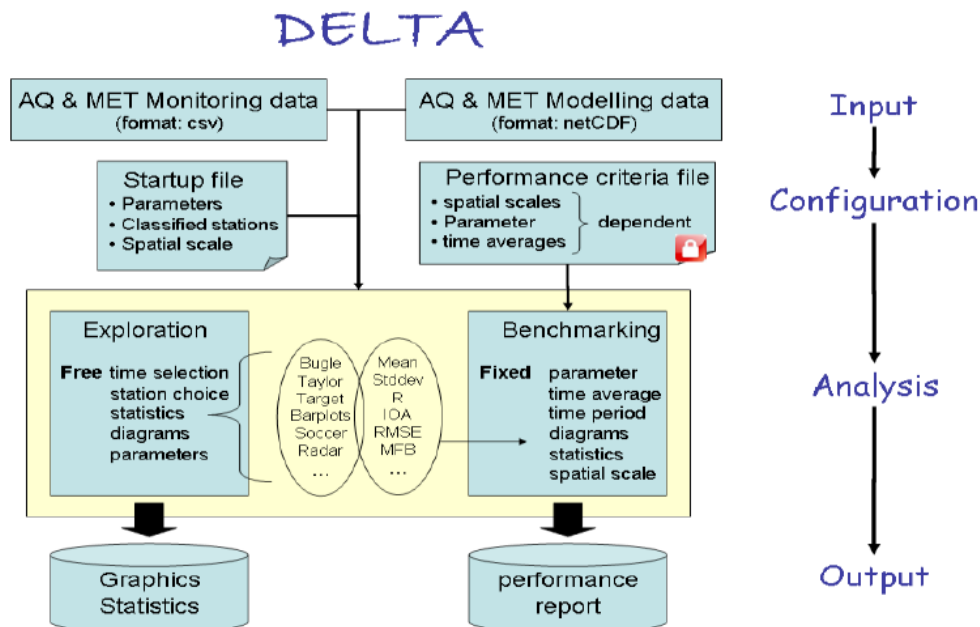 DELTA
AQ & MET Monitoring data
(format: csv)
AQ & MET Modelling data
(format: netCDF)
Input
Startup file
• Parameters
• Classified stations
• Spatial scale
Performance criteria file
• spatial scales
• Parameter
• time averages
dependent
Configuration
Exploration
Free time selection
station choice
statistics
diagrams
parameters
Bugle
Taylor
Target
Barplots
Soccer
Radar
...
Mean
Stddev
R
IOA
RMSE
MFB
...
Benchmarking
Fixed parameter
time average
time period
diagrams
statistics
spatial scale
Analysis
Graphics
Statistics
performance
report
Output